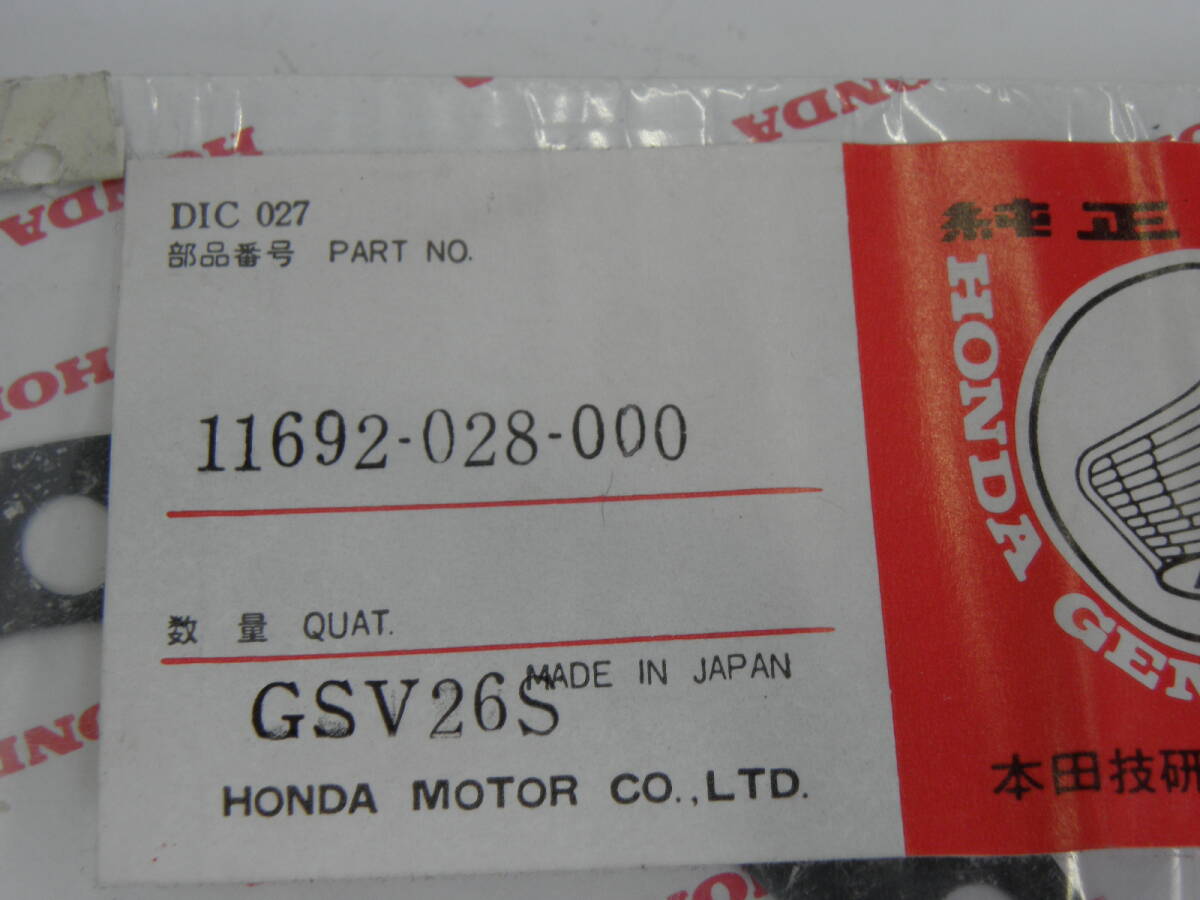 DIC 027
部品番号 PART NO.
11692-028-000
数 量 QUAT.
MADE IN JAPAN
GSV26S
HONDA MOTOR CO.,LTD.
純正
HONDA GEN
本田技研
HONDA
HONDA